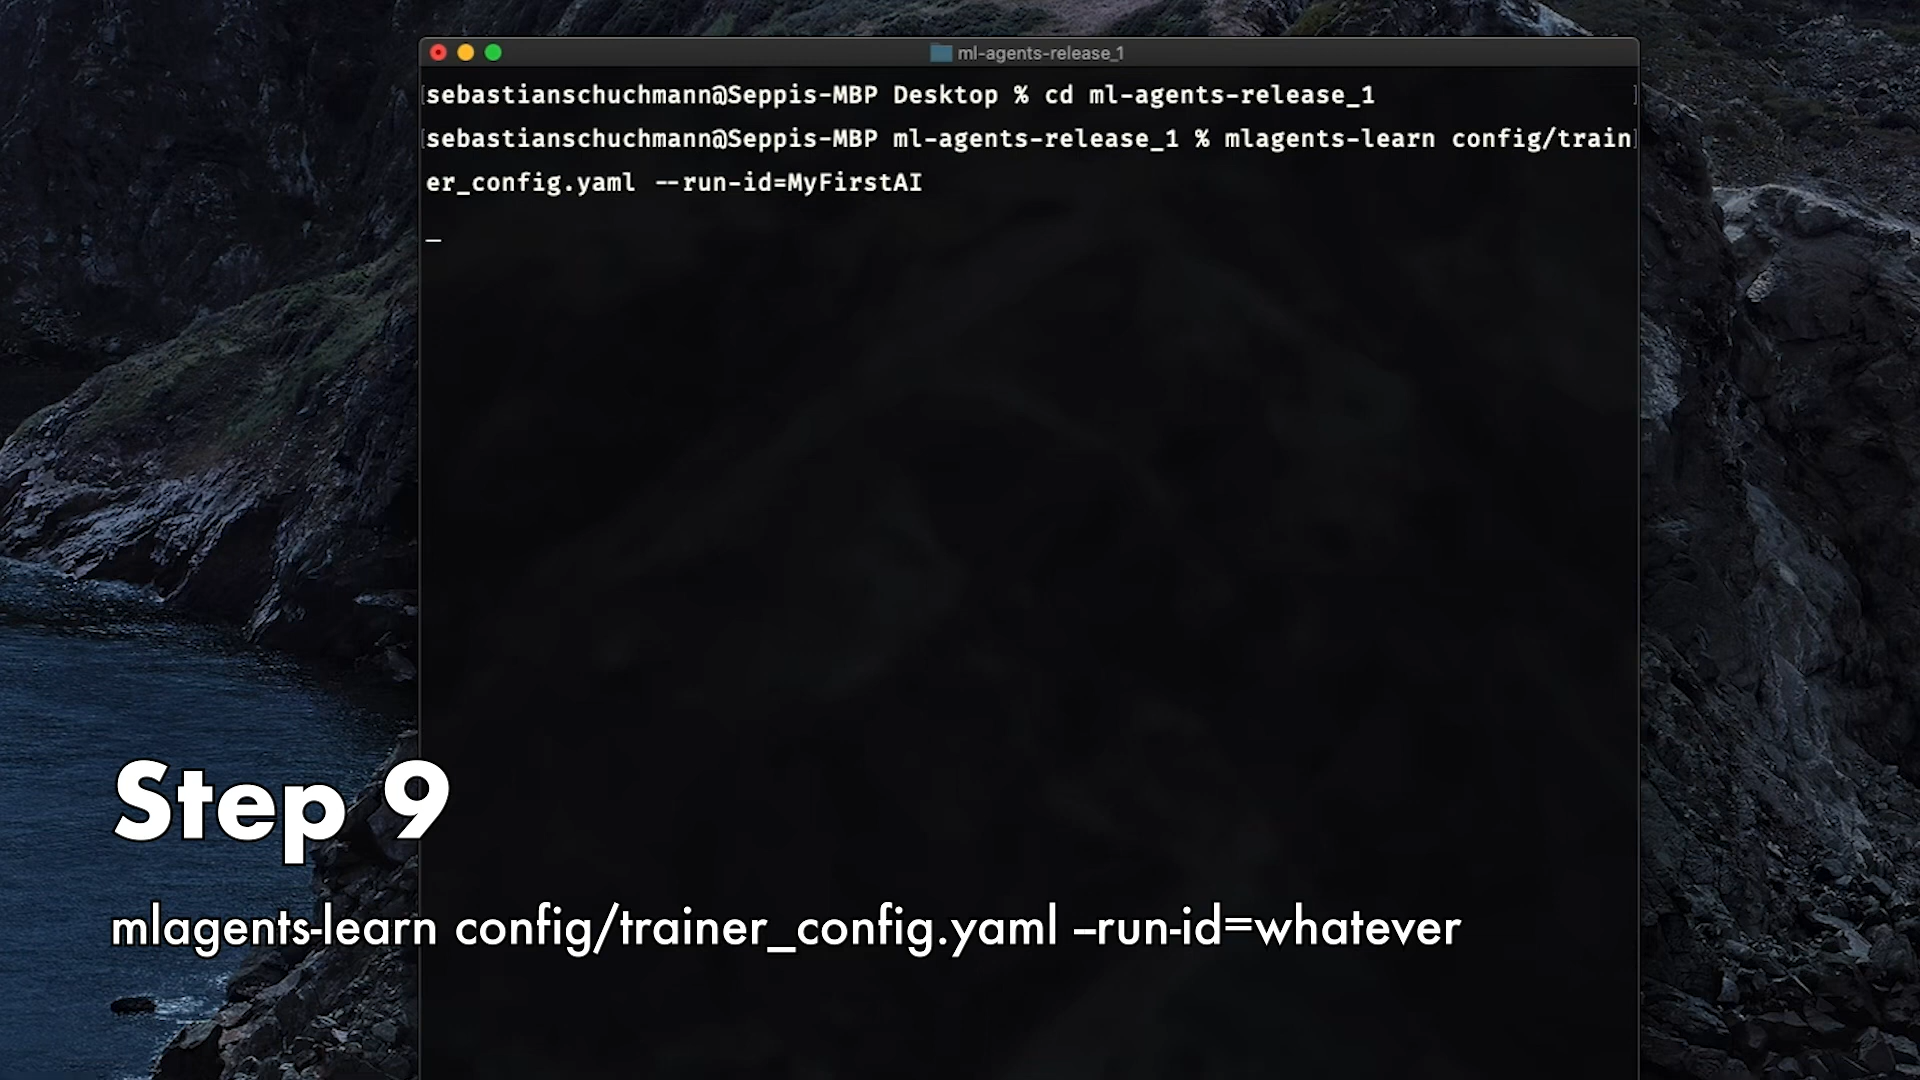 ml-agents-release_1
sebastianschuchmann@Seppis-MBP Desktop % cd ml-agents-release_1
sebastianschuchmann@Seppis-MBP ml-agents-release_1 % mlagents-learn config/train
er_config.yaml --run-id=MyFirstAI
Step 9
mlagents-learn config/trainer_config.yaml –run-id=whatever